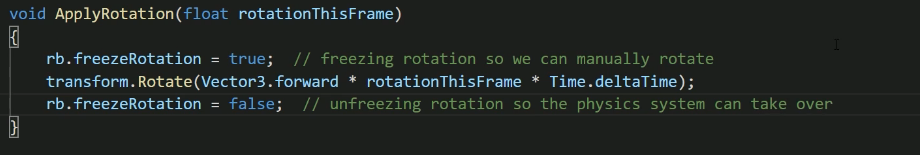 void ApplyRotation(float rotationThisFrame)
{
    rb.freezeRotation = true;  // freezing rotation so we can manually rotate
    transform.Rotate(Vector3.forward * rotationThisFrame * Time.deltaTime);
    rb.freezeRotation = false;  // unfreezing rotation so the physics system can take over
}